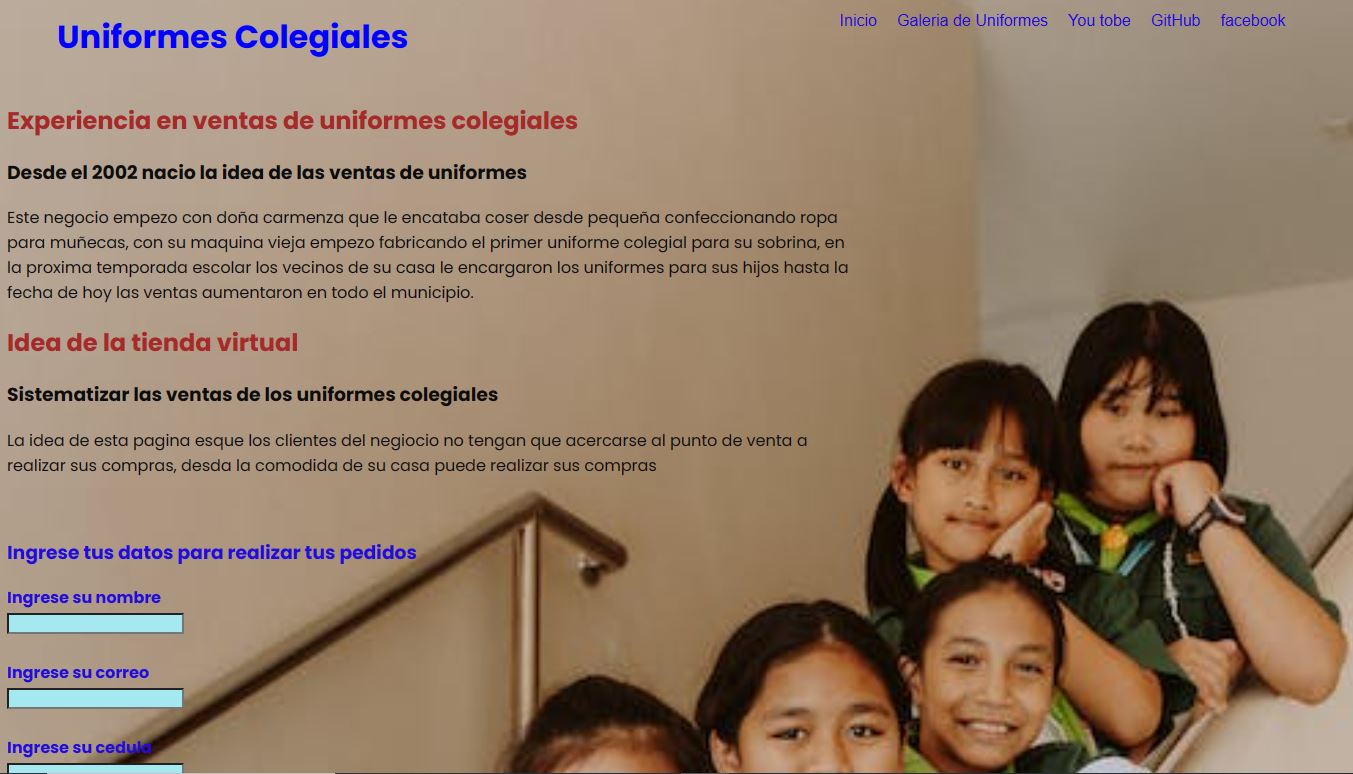 Uniformes Colegiales
Inicio Galeria de Uniformes You tobe GitHub facebook
Experiencia en ventas de uniformes colegiales
Desde el 2002 nacio la idea de las ventas de uniformes
Este negocio empezo con doña carmenza que le encataba coser desde pequeña confeccionando ropa
para muñecas, con su maquina vieja empezo fabricando el primer uniforme colegial para su sobrina, en
la proxima temporada escolar los vecinos de su casa le encargaron los uniformes para sus hijos hasta la
fecha de hoy las ventas aumentaron en todo el municipio.
Idea de la tienda virtual
Sistematizar las ventas de los uniformes colegiales
La idea de esta pagina esque los clientes del negiocio no tengan que acercarse al punto de venta a
realizar sus compras, desda la comodida de su casa puede realizar sus compras
Ingrese tus datos para realizar tus pedidos
Ingrese su nombre
Ingrese su correo
Ingrese su cedula